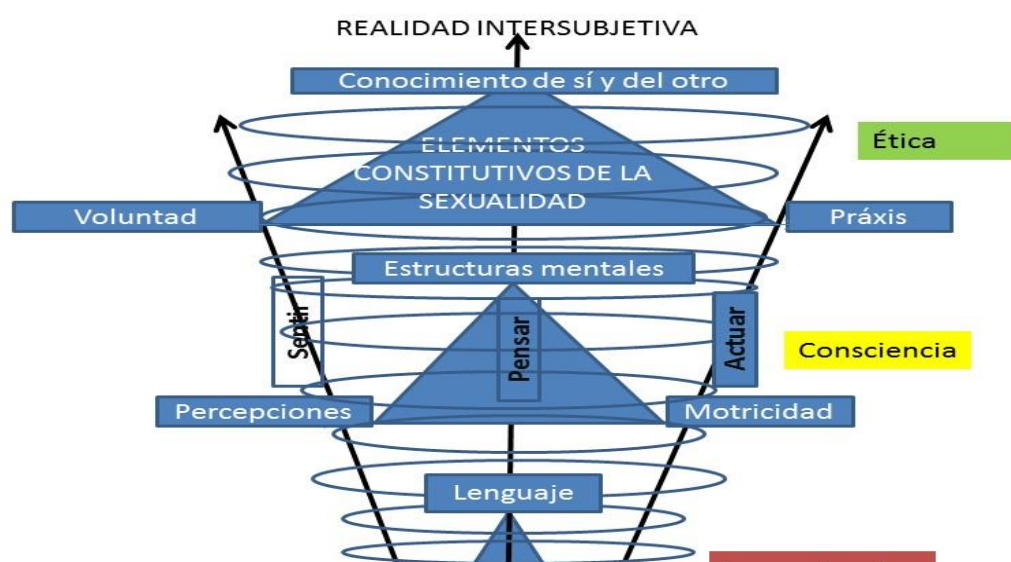 REALIDAD INTERSUBJETIVA
Conocimiento de sí y del otro
Ética
ELEMENTOS
CONSTITUTIVOS DE LA
SEXUALIDAD
Voluntad
Práxis
Estructuras mentales
Sentir
Pensar
Actuar
Consciencia
Percepciones
Motricidad
Lenguaje